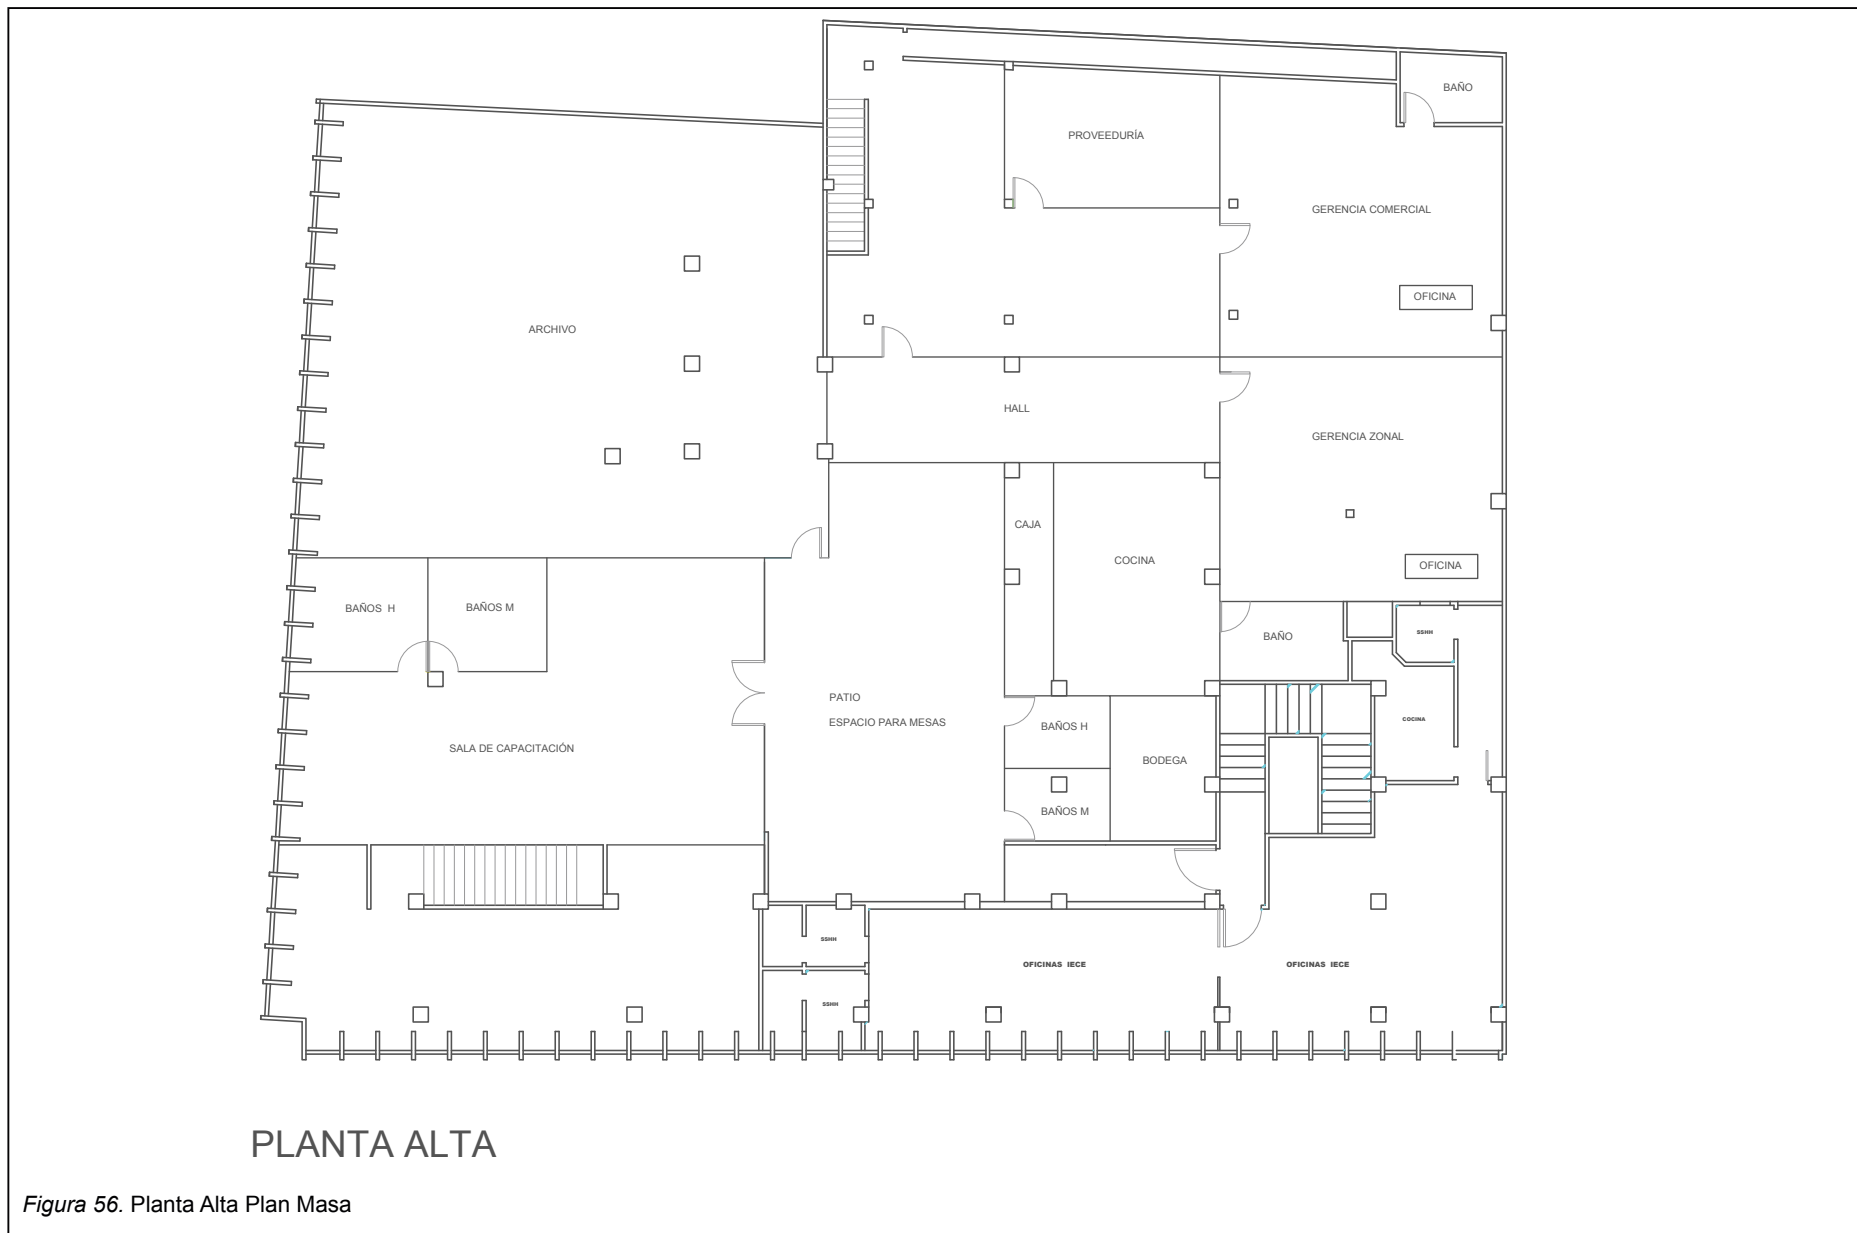 BAÑO
PROVEEDURÍA
GERENCIA COMERCIAL
OFICINA
ARCHIVO
HALL
GERENCIA ZONAL
CAJA
COCINA
OFICINA
BAÑOS H
BAÑOS M
BAÑO
SSHH
PATIO
ESPACIO PARA MESAS
BAÑOS H
COCINA
SALA DE CAPACITACIÓN
BODEGA
BAÑOS M
SSHH
OFICINAS IECE
OFICINAS IECE
SSHH
PLANTA ALTA
Figura 56. Planta Alta Plan Masa